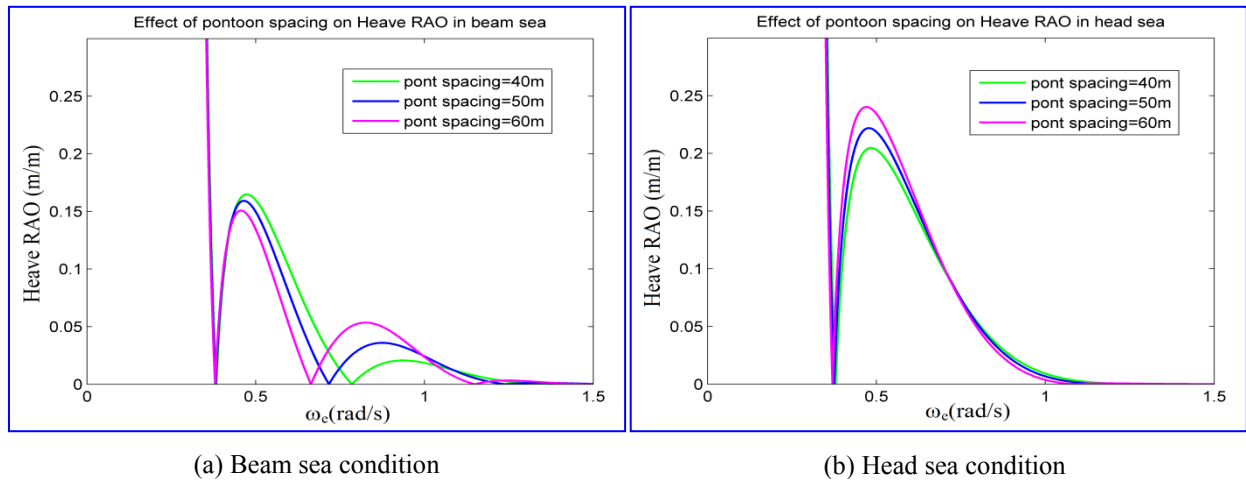 Effect of pontoon spacing on Heave RAO in beam sea
pont spacing=40m
pont spacing=50m
pont spacing=60m
Heave RAO (m/m)
0.25
0.2
0.15
0.1
0.05
0
0 0.5 1 1.5
ωe(rad/s)
(a) Beam sea condition
Effect of pontoon spacing on Heave RAO in head sea
pont spacing=40m
pont spacing=50m
pont spacing=60m
Heave RAO (m/m)
0.25
0.2
0.15
0.1
0.05
0
0 0.5 1 1.5
ωe(rad/s)
(b) Head sea condition